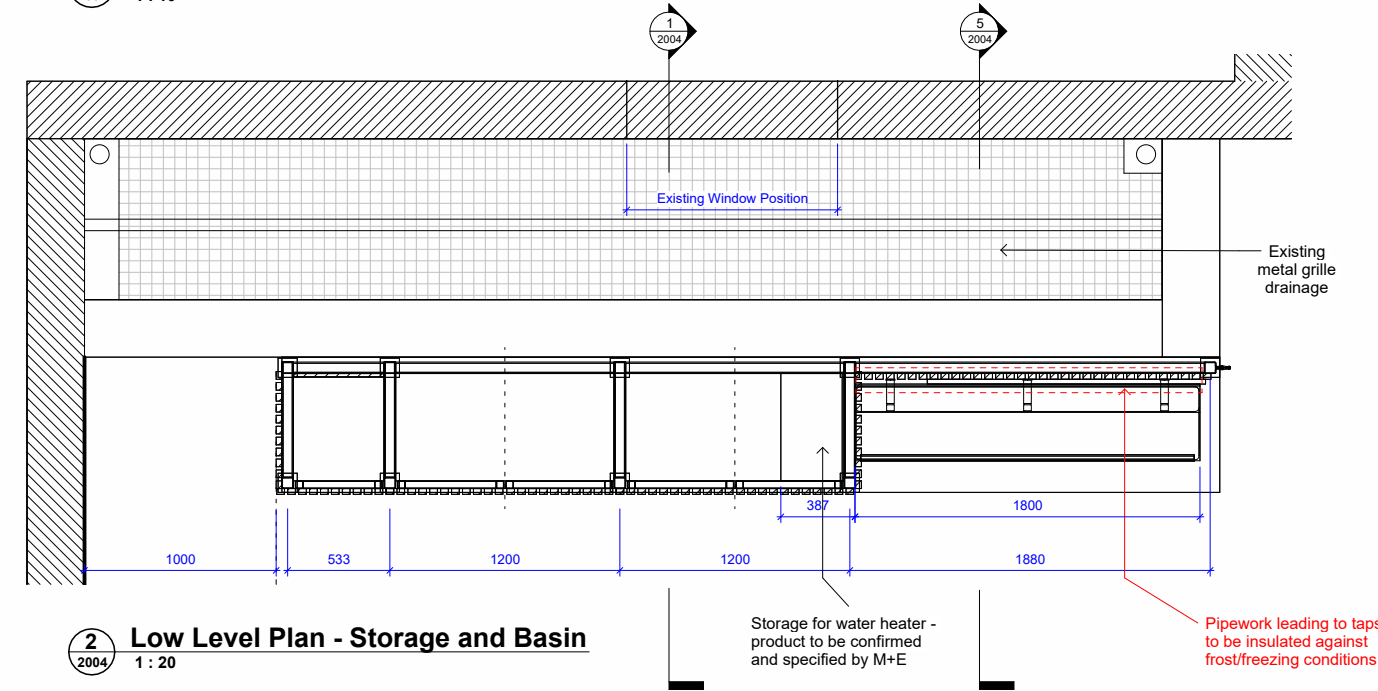 1
2004
5
2004
Existing Window Position
Existing
metal grille
drainage
387
1800
1000
533
1200
1200
1880
2
2004
Low Level Plan - Storage and Basin
1 : 20
Storage for water heater -
product to be confirmed
and specified by M+E
Pipework leading to taps
to be insulated against
frost/freezing conditions